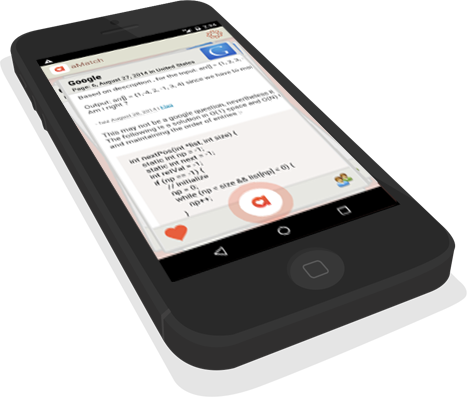 aMatch
Google
Page: 6, August 27, 2014 in United States
Based on description , for the input: arr[] = {1,
Output: arr[] = {1, -4, 2, -1, 3, 4} since we have to
Am I right ?
This may not be a google question, nevertheless
The following is a solution in O(1) space and O(N)
and maintaining the order of entries -
int nextPos(int *list, int size) {
static int np = -1;
static int next = -1;
int retVal = -1;
if (np == -1) {
// initialize
np = 0;
while (np < size && list[np] < 0) {
np++;
}